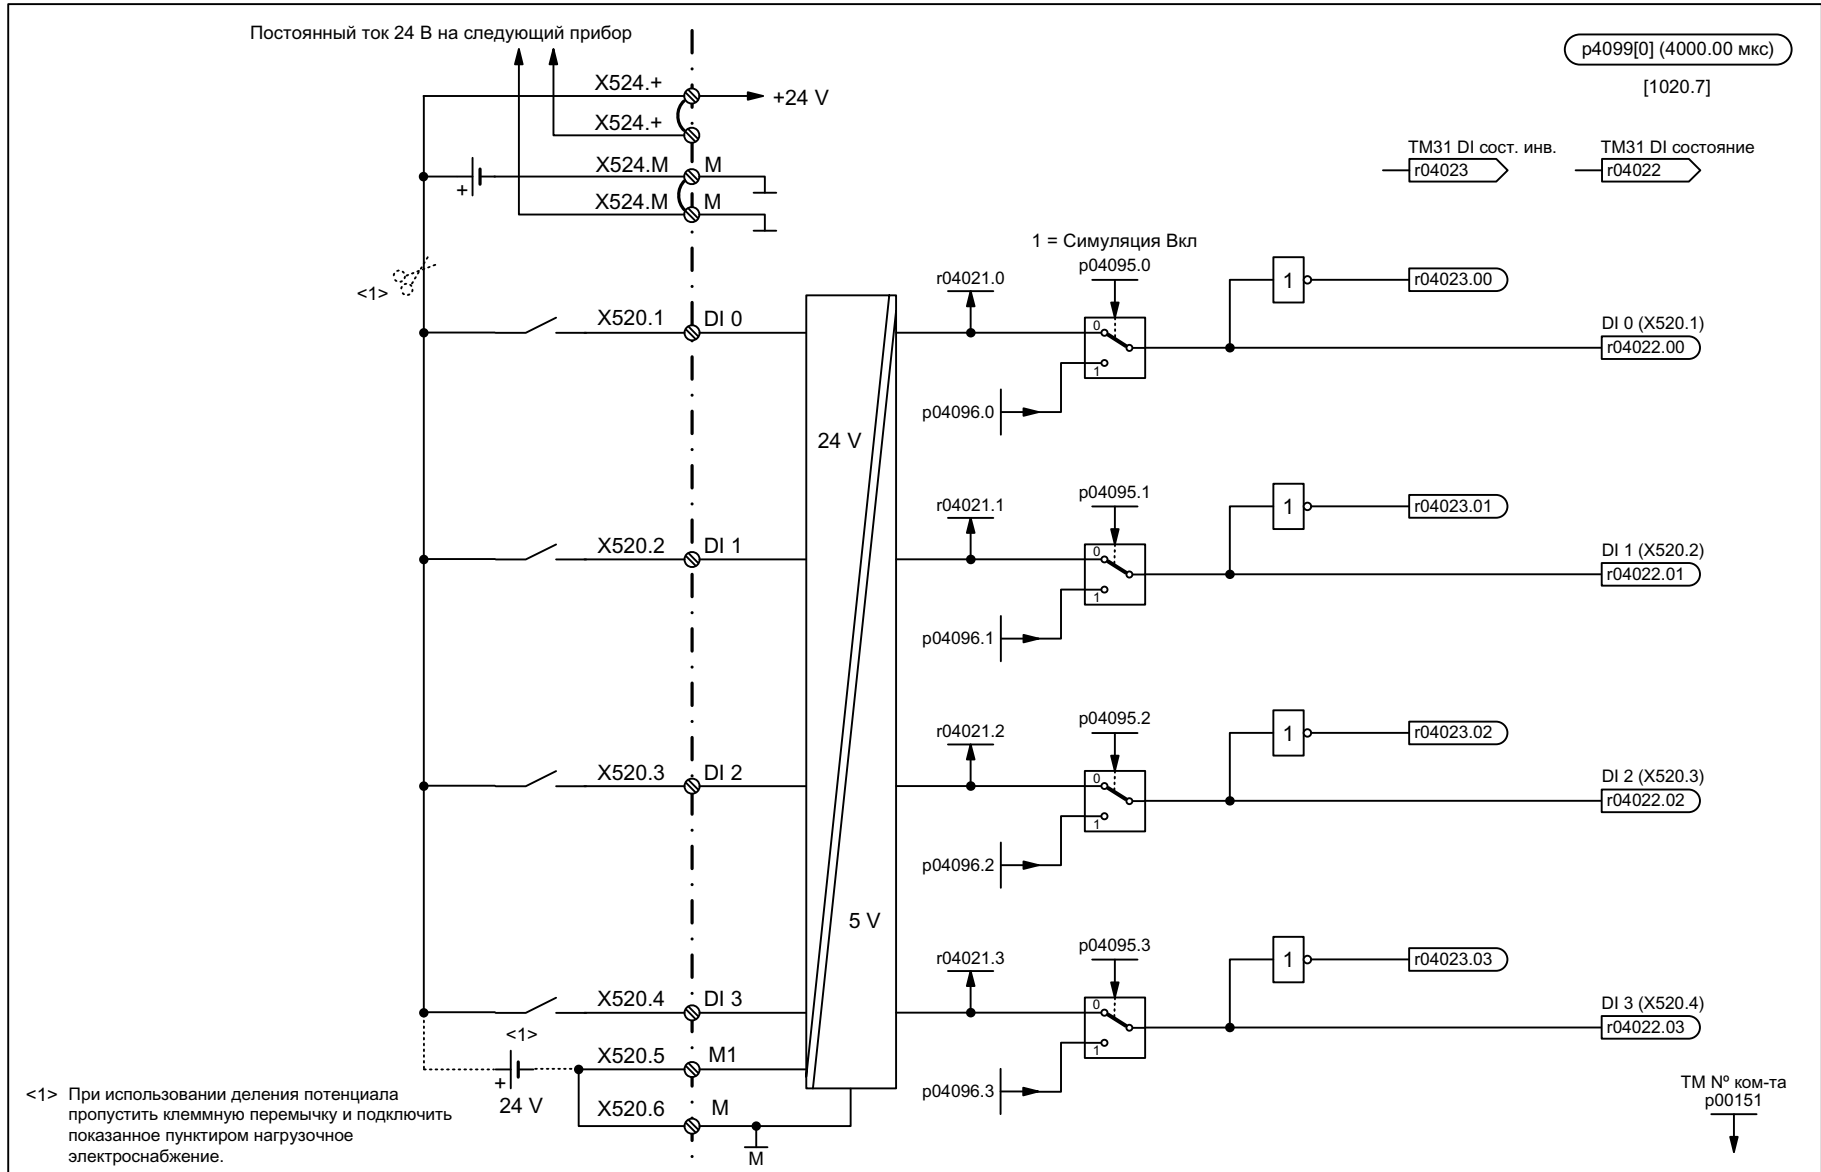 Постоянный ток 24 В на следующий прибор
p4099[0] (4000.00 мкс)
[1020.7]
X524.+
+24 V
X524.+
TM31 DI сост. инв.
r04023
TM31 DI состояние
r04022
X524.M
M
+
X524.M
M
1 = Симуляция Вкл
<1>
r04021.0
p04095.0
1
r04023.00
X520.1
DI 0
0
1
DI 0 (X520.1)
r04022.00
p04096.0
24 V
r04021.1
p04095.1
1
r04023.01
X520.2
DI 1
0
1
DI 1 (X520.2)
r04022.01
p04096.1
r04021.2
p04095.2
1
r04023.02
X520.3
DI 2
0
1
DI 2 (X520.3)
r04022.02
p04096.2
5 V
r04021.3
p04095.3
1
r04023.03
X520.4
DI 3
0
1
DI 3 (X520.4)
r04022.03
p04096.3
<1>
X520.5
M1
+
24 V
X520.6
M
M
<1> При использовании деления потенциала
пропустить клеммную перемычку и подключить
показанное пунктиром нагрузочное
электроснабжение.
TM Nº ком-та
p00151